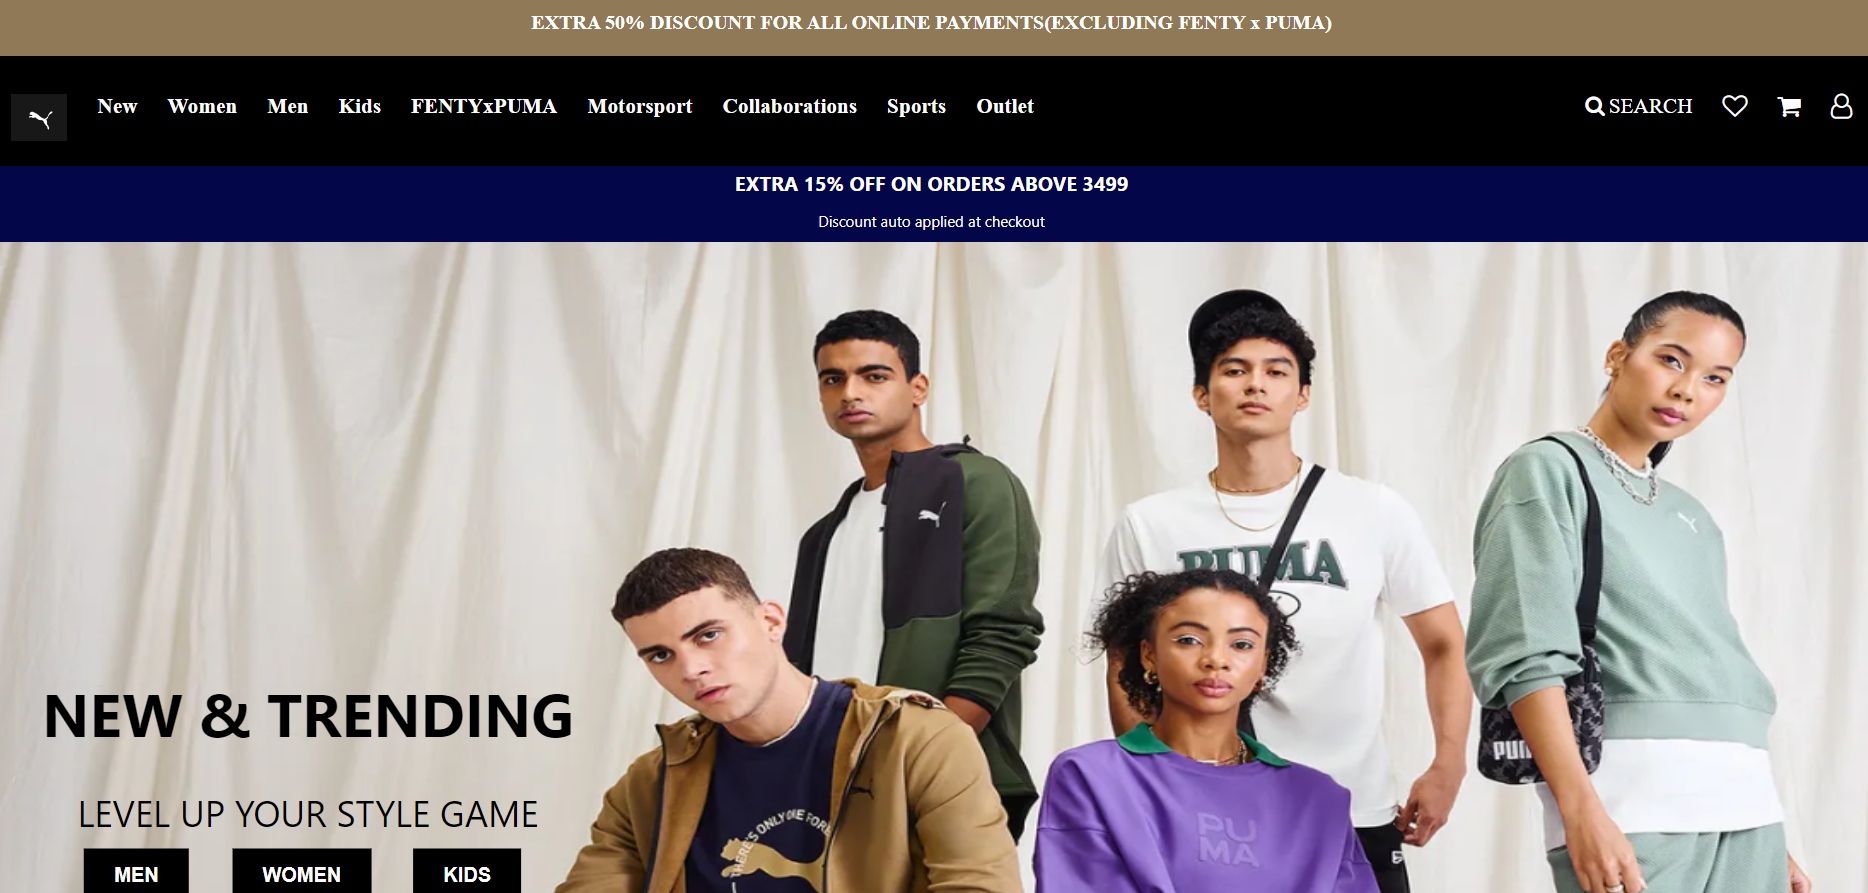 EXTRA 50% DISCOUNT FOR ALL ONLINE PAYMENTS(EXCLUDING FENTY x PUMA)
New Women Men Kids FENTYxPUMA Motorsport Collaborations Sports Outlet SEARCH
EXTRA 15% OFF ON ORDERS ABOVE 3499
Discount auto applied at checkout
PUMA
NEW & TRENDING
LEVEL UP YOUR STYLE GAME
THERE'S ONLY ONE FORE
PU
MA
MEN WOMEN KIDS